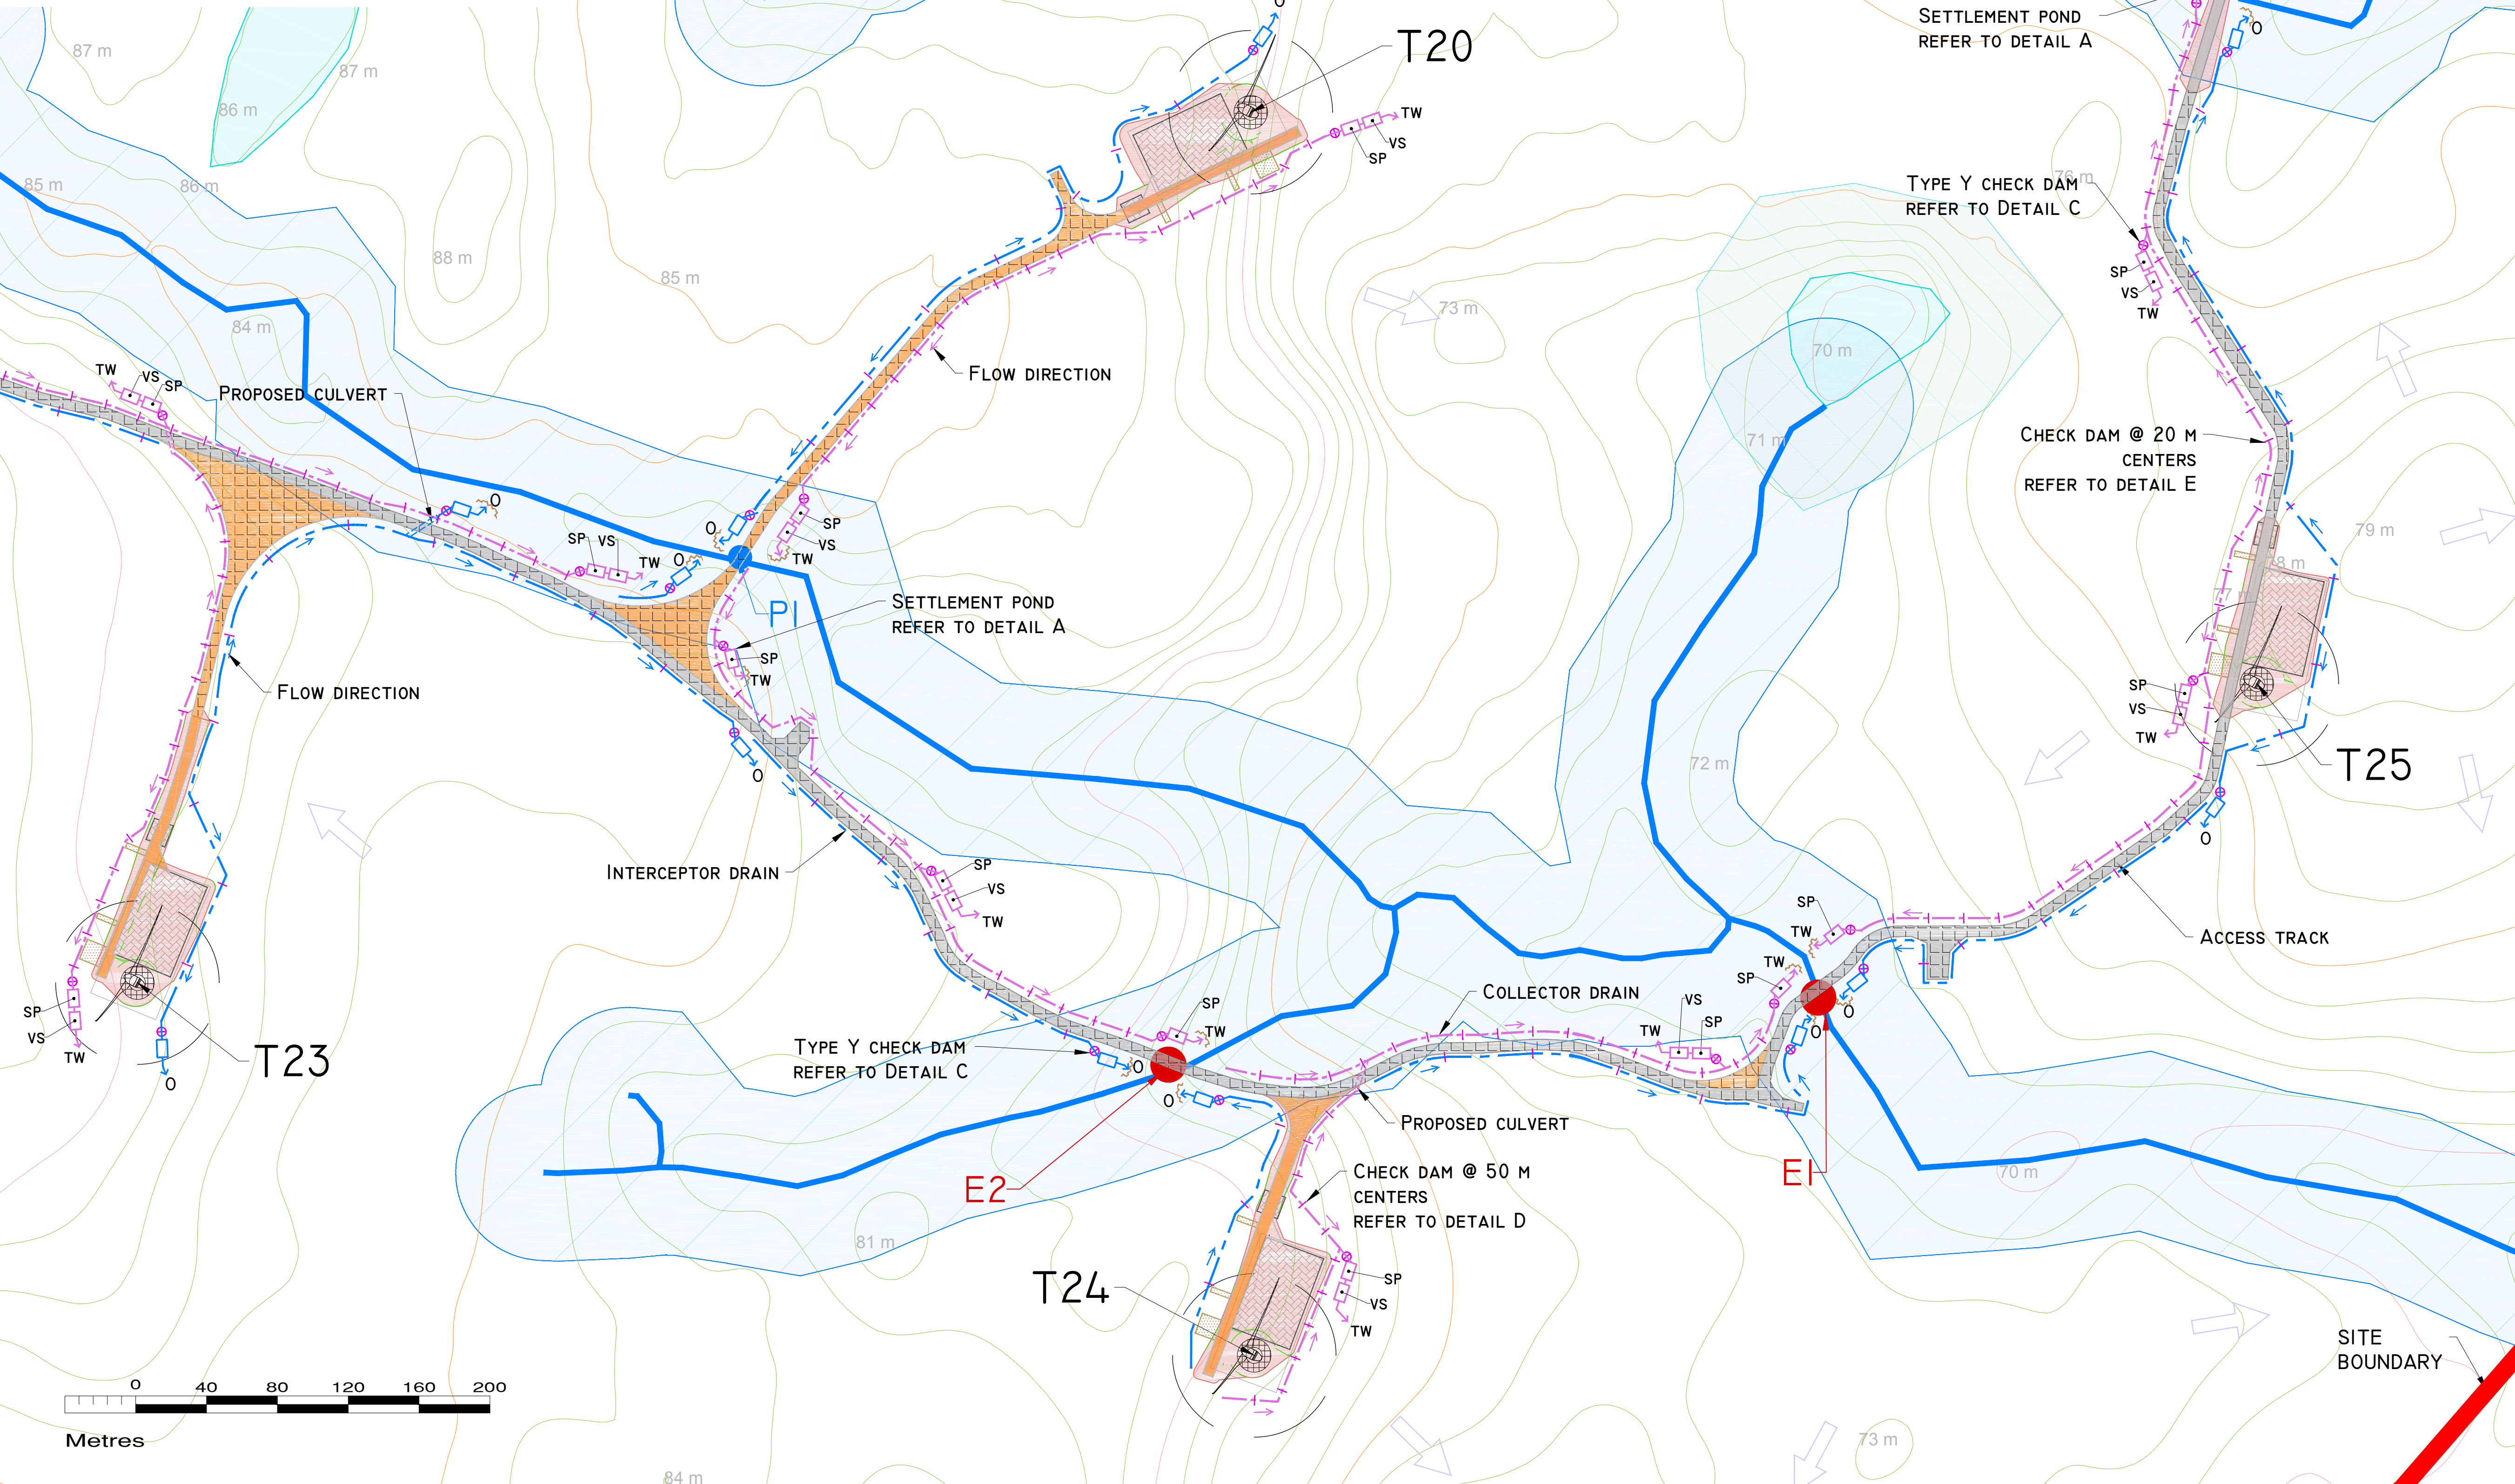 SETTLEMENT POND
REFER TO DETAIL A
O
O
T20
87 m
87 m
86 m
TW
VS
SP
TYPE Y CHECK DAM
REFER TO DETAIL C
76 m
85 m
86 m
88 m
85 m
SP
VS
TW
73 m
84 m
70 m
TW
VS
SP
PROPOSED CULVERT
FLOW DIRECTION
71 m
CHECK DAM @ 20 M
CENTERS
REFER TO DETAIL E
O
O
SP
VS
TW
SP
VS
TW
O
79 m
78 m
77 m
P1
SETTLEMENT POND
REFER TO DETAIL A
SP
TW
FLOW DIRECTION
SP
VS
TW
T25
72 m
O
O
INTERCEPTOR DRAIN
SP
VS
TW
SP
TW
ACCESS TRACK
TW
SP
COLLECTOR DRAIN
VS
SP
TW
O
O
SP
TW
SP
VS
TW
T23
O
TYPE Y CHECK DAM
REFER TO DETAIL C
O
O
PROPOSED CULVERT
E2
E1
70 m
CHECK DAM @ 50 M
CENTERS
REFER TO DETAIL D
81 m
T24
SP
VS
TW
SITE
BOUNDARY
0 40 80 120 160 200
Metres
73 m
84 m